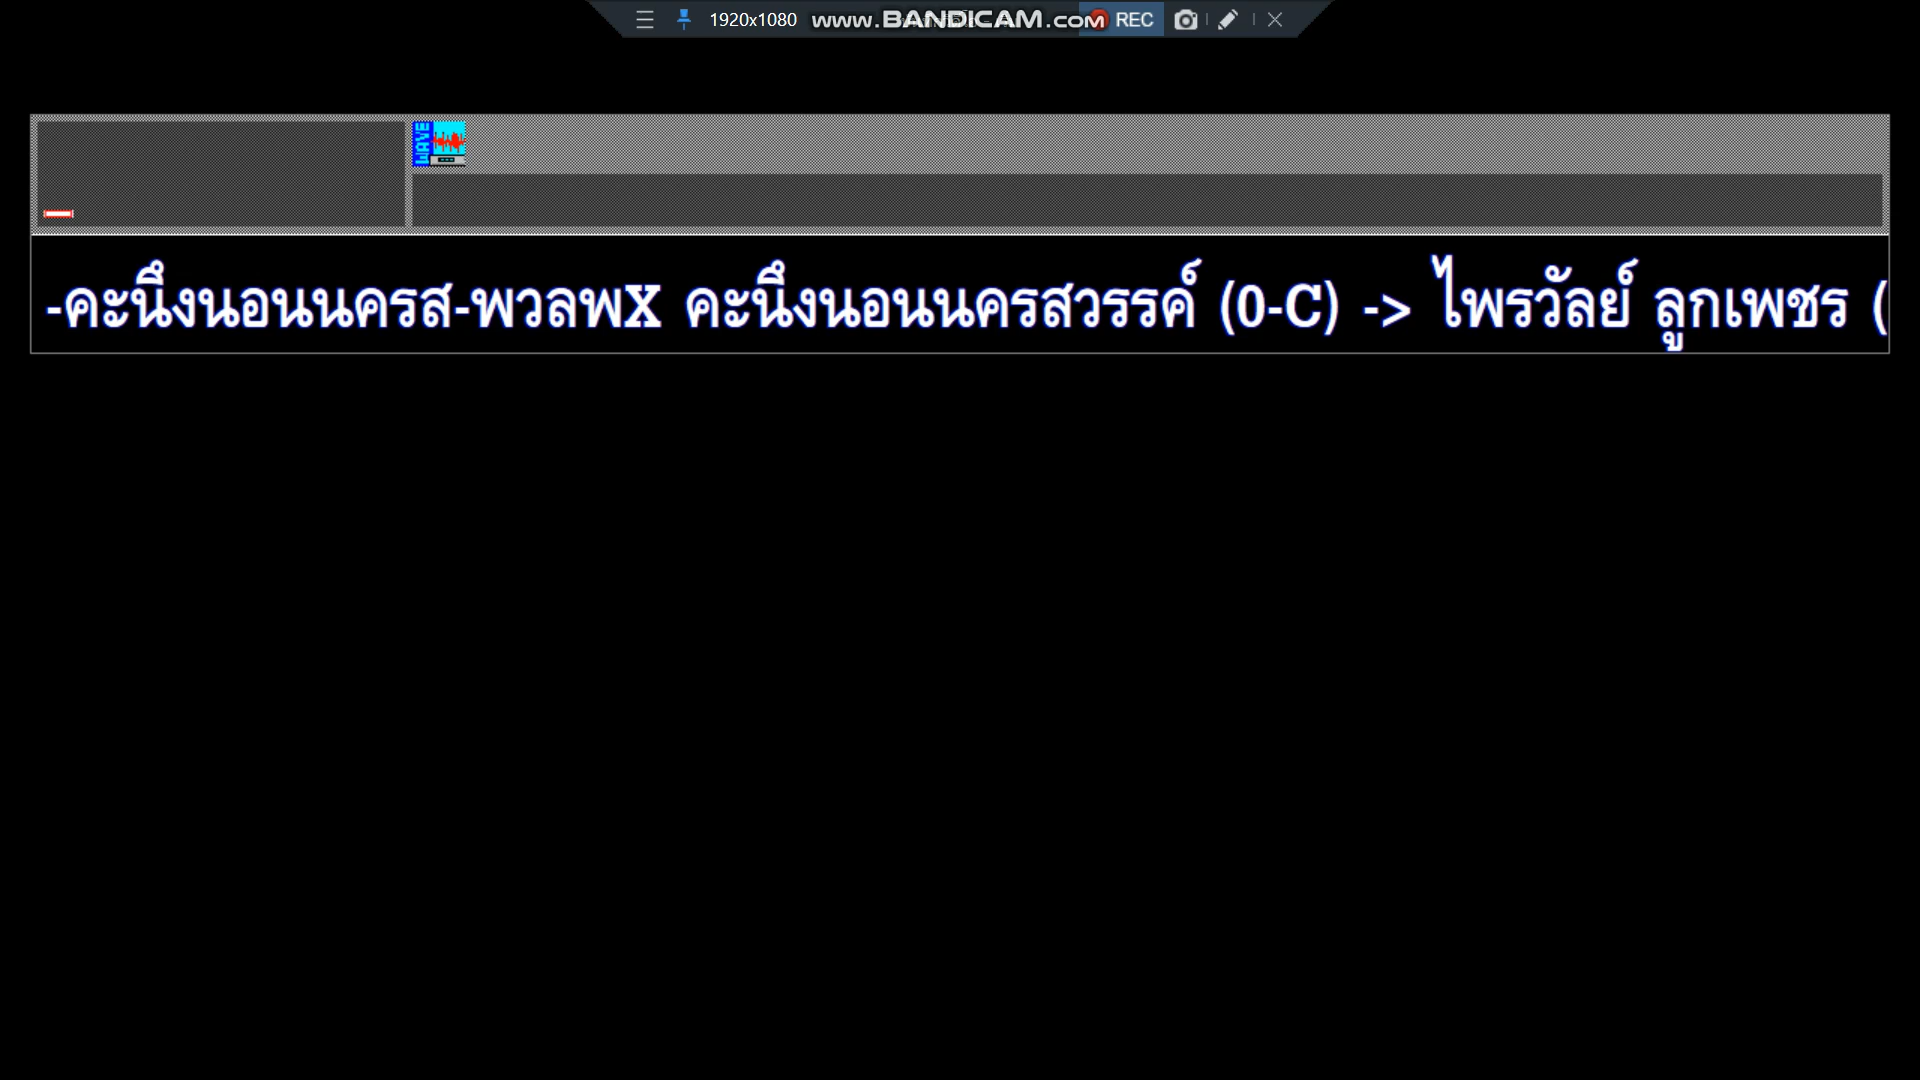 1920x1080 www.BANDICAM.com REC
WAVE
-คะนึงนอนนครส-พวลพX คะนึงนอนนครสวรรค์ (0-C) -> ไพรวัลย์ ลูกเพชร (